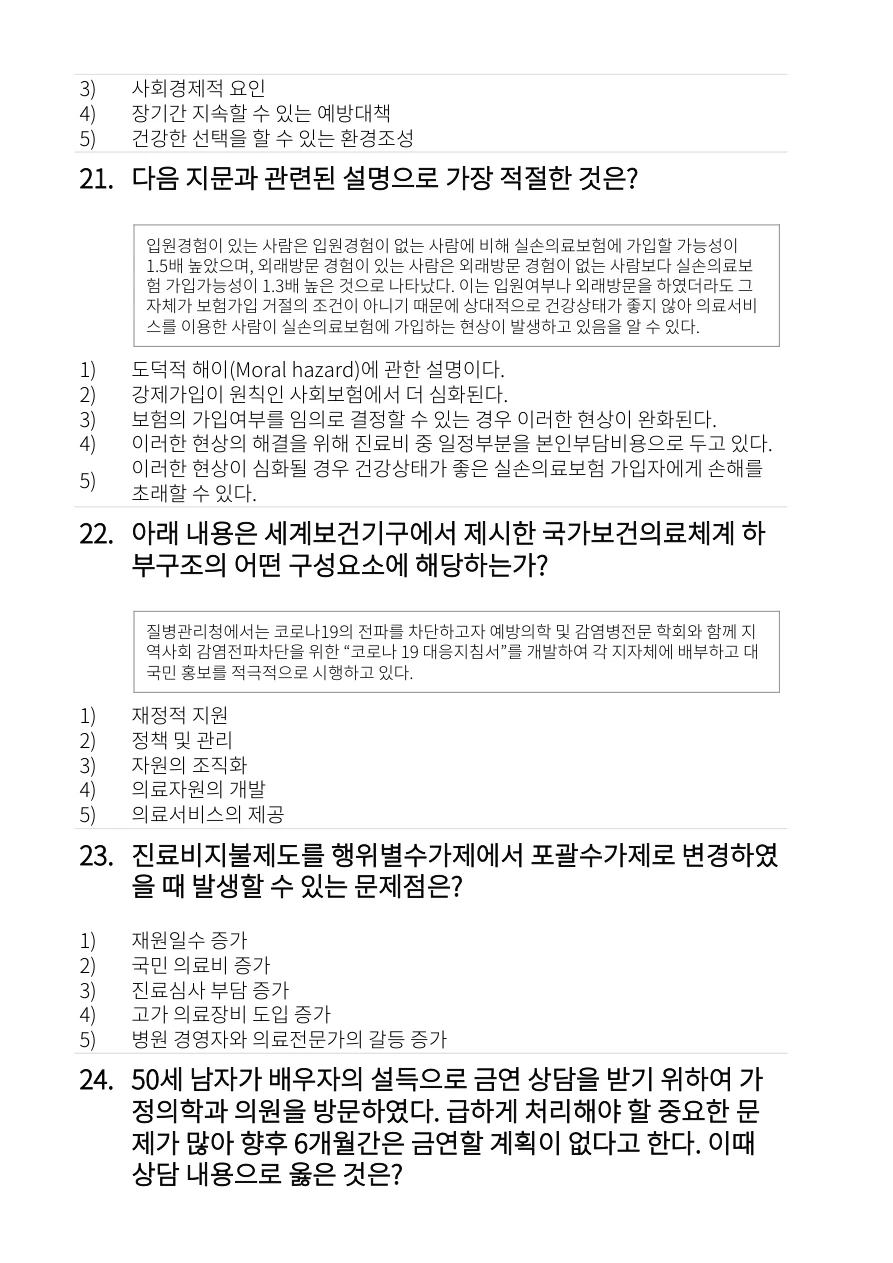 3) 사회경제적 요인
4) 장기간 지속할 수 있는 예방대책
5) 건강한 선택을 할 수 있는 환경조성
21. 다음 지문과 관련된 설명으로 가장 적절한 것은?
입원경험이 있는 사람은 입원경험이 없는 사람에 비해 실손의료보험에 가입할 가능성이
1.5배 높았으며, 외래방문 경험이 있는 사람은 외래방문 경험이 없는 사람보다 실손의료보
험 가입가능성이 1.3배 높은 것으로 나타났다. 이는 입원여부나 외래방문을 하였더라도 그
자체가 보험가입 거절의 조건이 아니기 때문에 상대적으로 건강상태가 좋지 않아 의료서비
스를 이용한 사람이 실손의료보험에 가입하는 현상이 발생하고 있음을 알 수 있다.
1) 도덕적 해이(Moral hazard)에 관한 설명이다.
2) 강제가입이 원칙인 사회보험에서 더 심화된다.
3) 보험의 가입여부를 임의로 결정할 수 있는 경우 이러한 현상이 완화된다.
4) 이러한 현상의 해결을 위해 진료비 중 일정부분을 본인부담비용으로 두고 있다.
5) 이러한 현상이 심화될 경우 건강상태가 좋은 실손의료보험 가입자에게 손해를
초래할 수 있다.
22. 아래 내용은 세계보건기구에서 제시한 국가보건의료체계 하
부구조의 어떤 구성요소에 해당하는가?
질병관리청에서는 코로나19의 전파를 차단하고자 예방의학 및 감염병전문 학회와 함께 지
역사회 감염전파차단을 위한 “코로나 19 대응지침서”를 개발하여 각 지자체에 배부하고 대
국민 홍보를 적극적으로 시행하고 있다.
1) 재정적 지원
2) 정책 및 관리
3) 자원의 조직화
4) 의료자원의 개발
5) 의료서비스의 제공
23. 진료비지불제도를 행위별수가제에서 포괄수가제로 변경하였
을 때 발생할 수 있는 문제점은?
1) 재원일수 증가
2) 국민 의료비 증가
3) 진료심사 부담 증가
4) 고가 의료장비 도입 증가
5) 병원 경영자와 의료전문가의 갈등 증가
24. 50세 남자가 배우자의 설득으로 금연 상담을 받기 위하여 가
정의학과 의원을 방문하였다. 급하게 처리해야 할 중요한 문
제가 많아 향후 6개월간은 금연할 계획이 없다고 한다. 이때
상담 내용으로 옳은 것은?